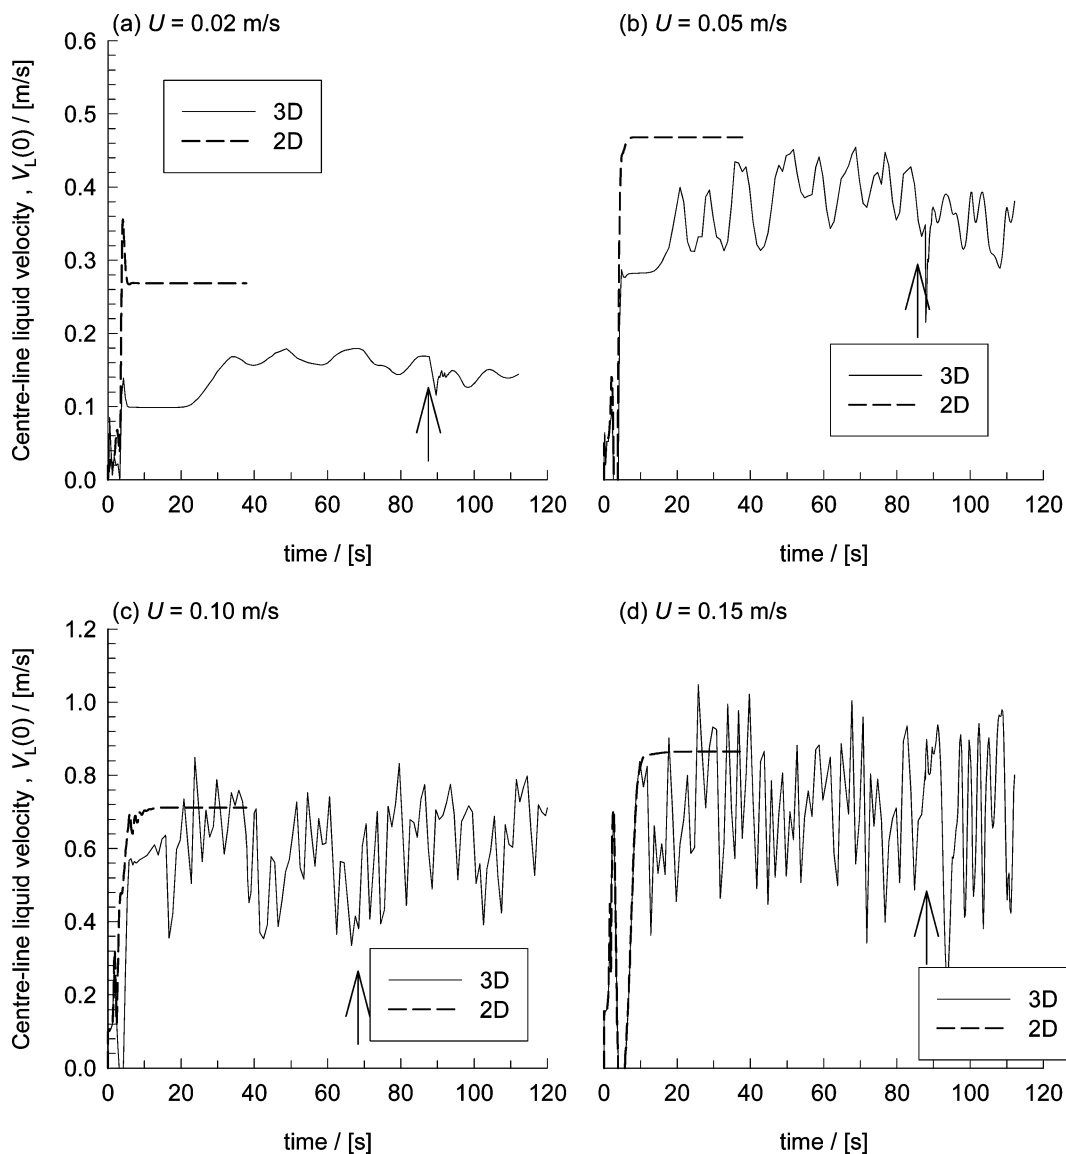 (a) U = 0.02 m/s
(b) U = 0.05 m/s
Centre-line liquid velocity , VL(0) / [m/s]
0.6
0.5
0.4
0.3
0.2
0.1
0.0
3D
2D
3D
2D
0 20 40 60 80 100 120
0 20 40 60 80 100 120
time / [s]
time / [s]
(c) U = 0.10 m/s
(d) U = 0.15 m/s
Centre-line liquid velocity , VL(0) / [m/s]
1.2
1.0
0.8
0.6
0.4
0.2
0.0
3D
2D
3D
2D
0 20 40 60 80 100 120
0 20 40 60 80 100 120
time / [s]
time / [s]